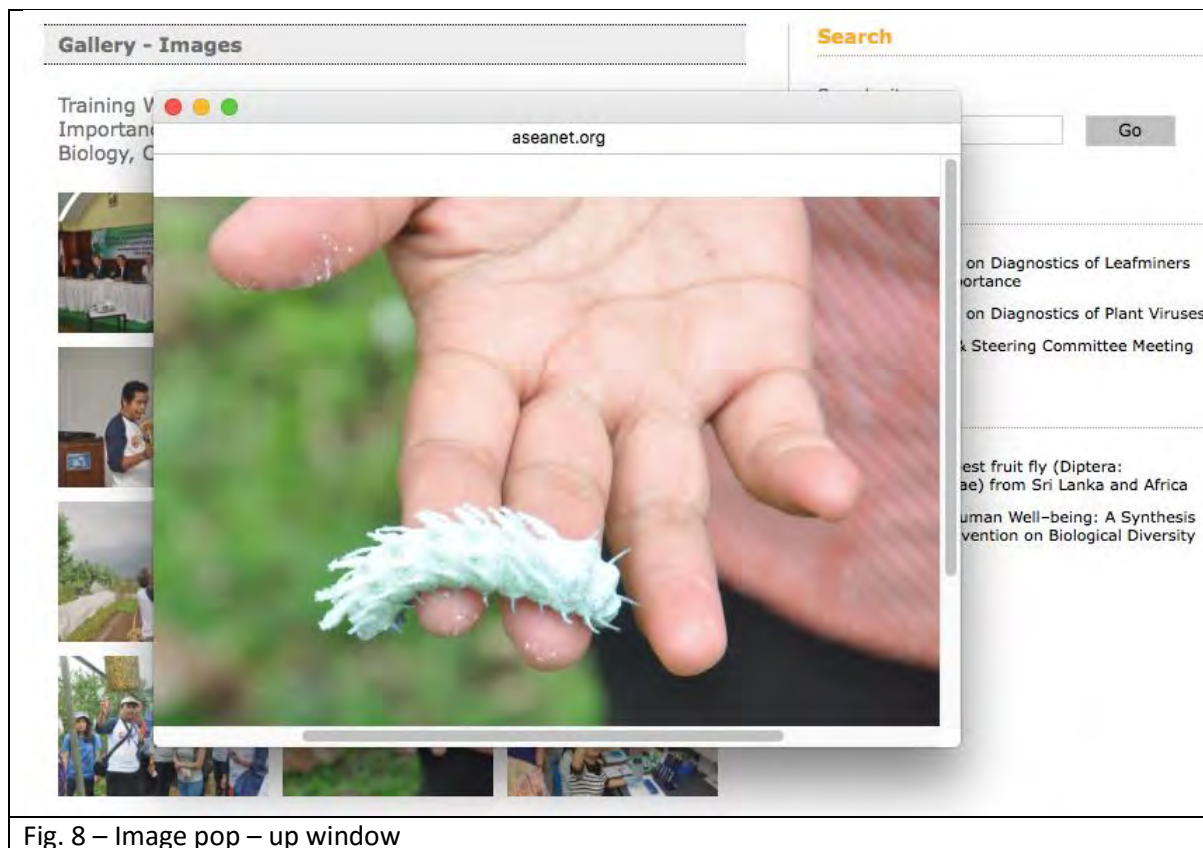 Gallery - Images
Training W
Importanc
Biology, C
aseanet.org
Search
Go
on Diagnostics of Leafminers
portance
on Diagnostics of Plant Viruses
& Steering Committee Meeting
est fruit fly (Diptera:
ae) from Sri Lanka and Africa
uman Well–being: A Synthesis
vention on Biological Diversity
Fig. 8 – Image pop – up window